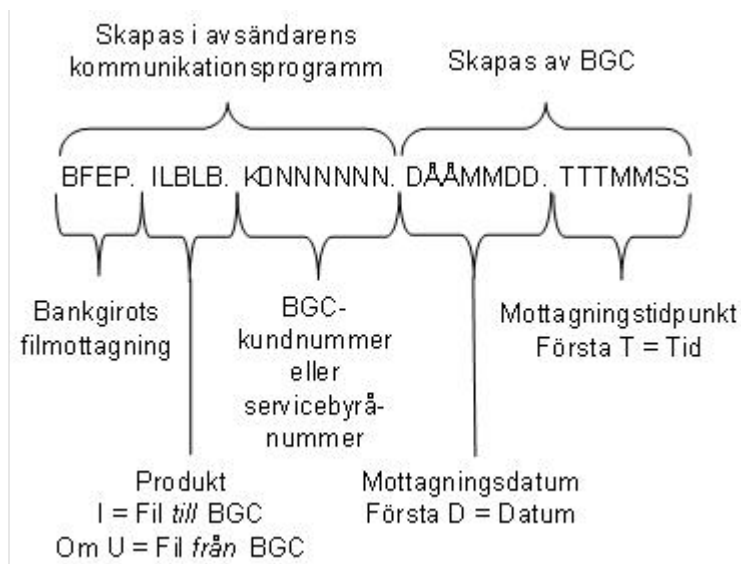 Skapas i avsändarens
kommunikationsprogramm
Skapas av BGC
BFEP. ILBLB. K0NNNNNN. DÅÅMMDD. TTTMMSS
Bankgirots
filmottagning
BGC-
kundnummer
eller
servicebyrå-
nummer
Mottagningstidpunkt
Första T = Tid
Produkt
I = Fil till BGC
Om U = Fil från BGC
Mottagningsdatum
Första D = Datum